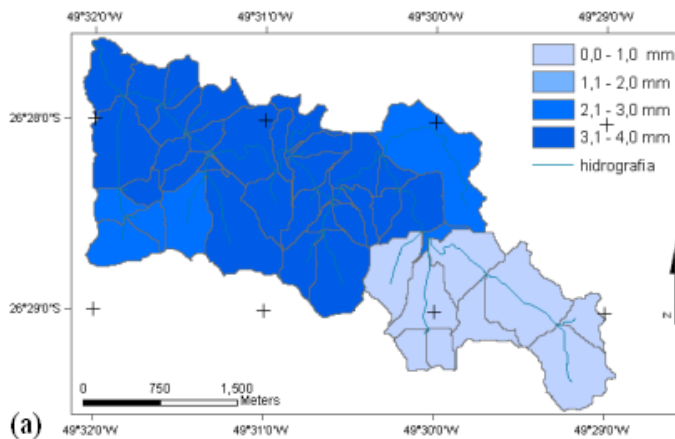 49°32'0"W 49°31'0"W 49°30'0"W 49°29'0"W
0,0 - 1,0 mm
1,1 - 2,0 mm
2,1 - 3,0 mm
3,1 - 4,0 mm
hidrografia
26°28'0"S
26°29'0"S
N
0 750 1,500
Meters
(a)
49°32'0"W 49°31'0"W 49°30'0"W 49°29'0"W